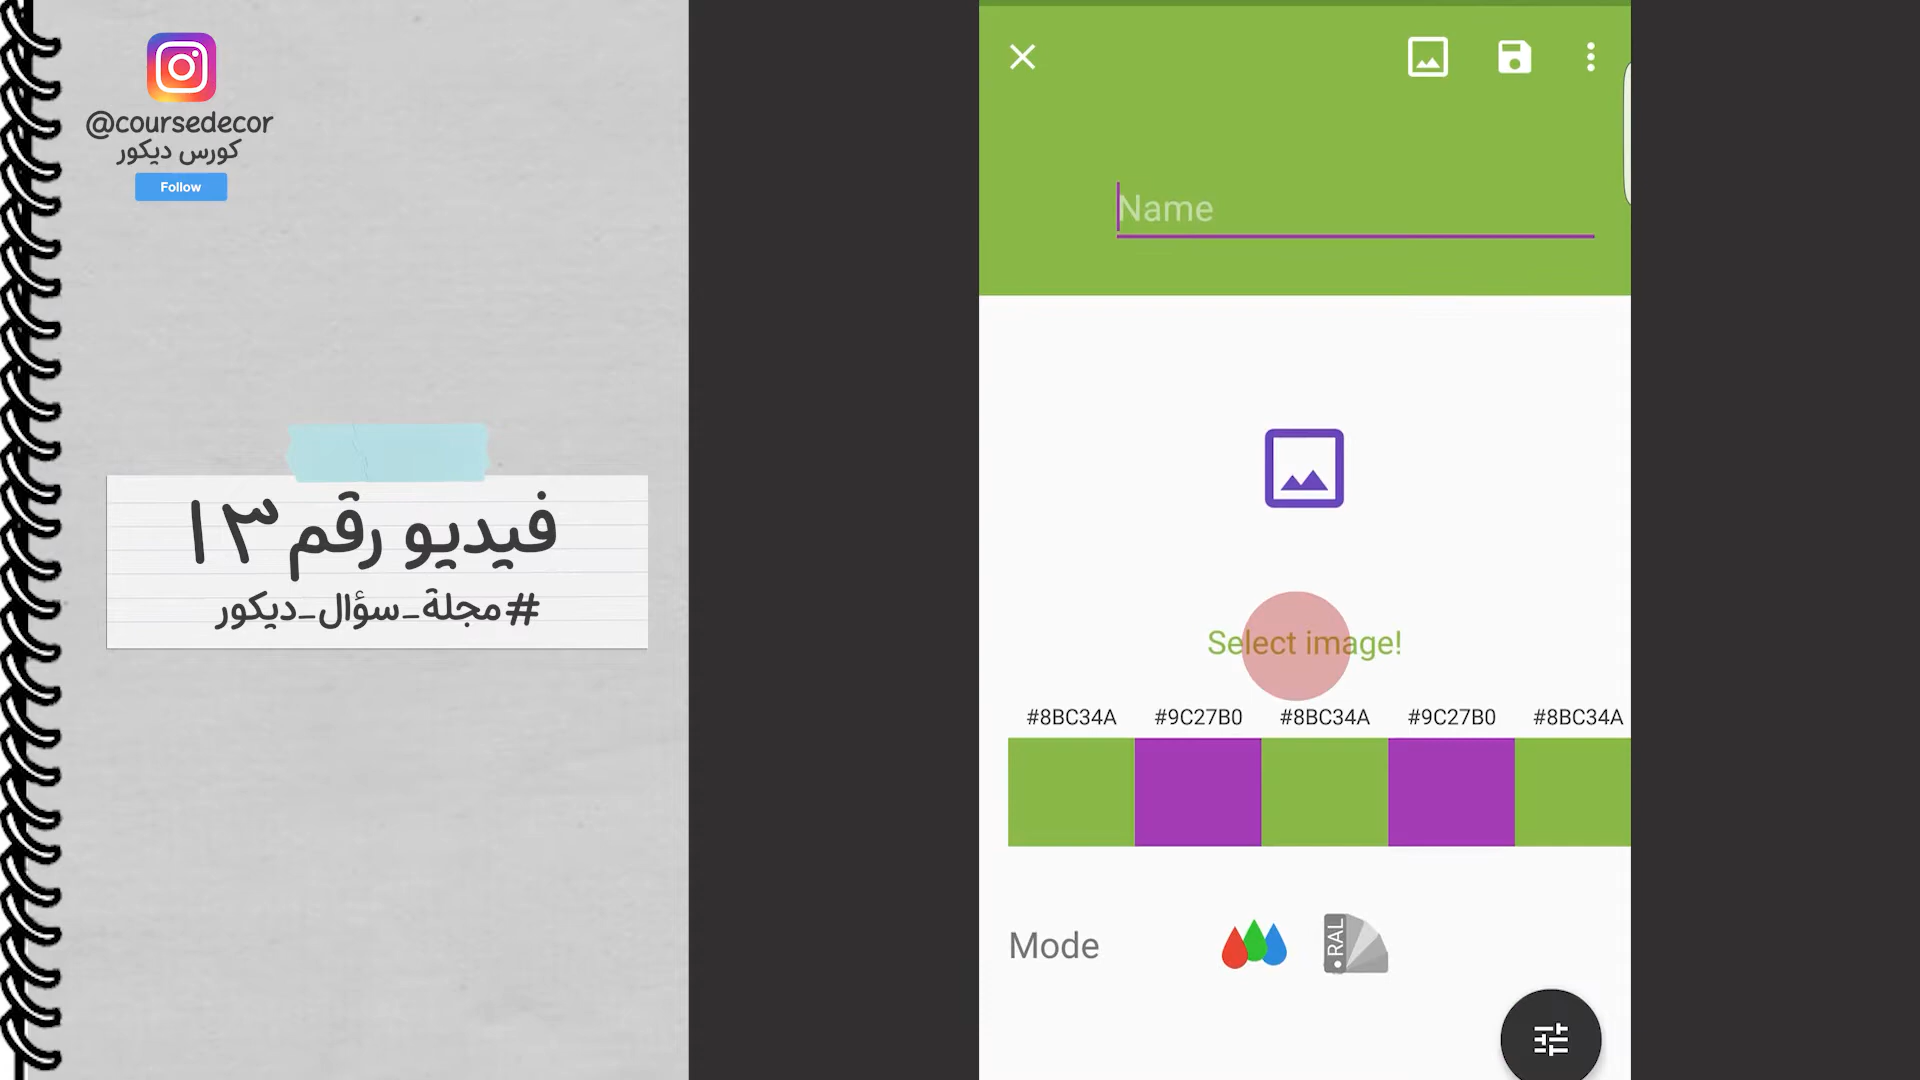 @coursedecor
كورس ديكور
Follow
فيديو رقم ١٣
#مجلة_سؤال_ديكور
Name
Select image!
#8BC34A #9C27B0 #8BC34A #9C27B0 #8BC34A
Mode
RAL